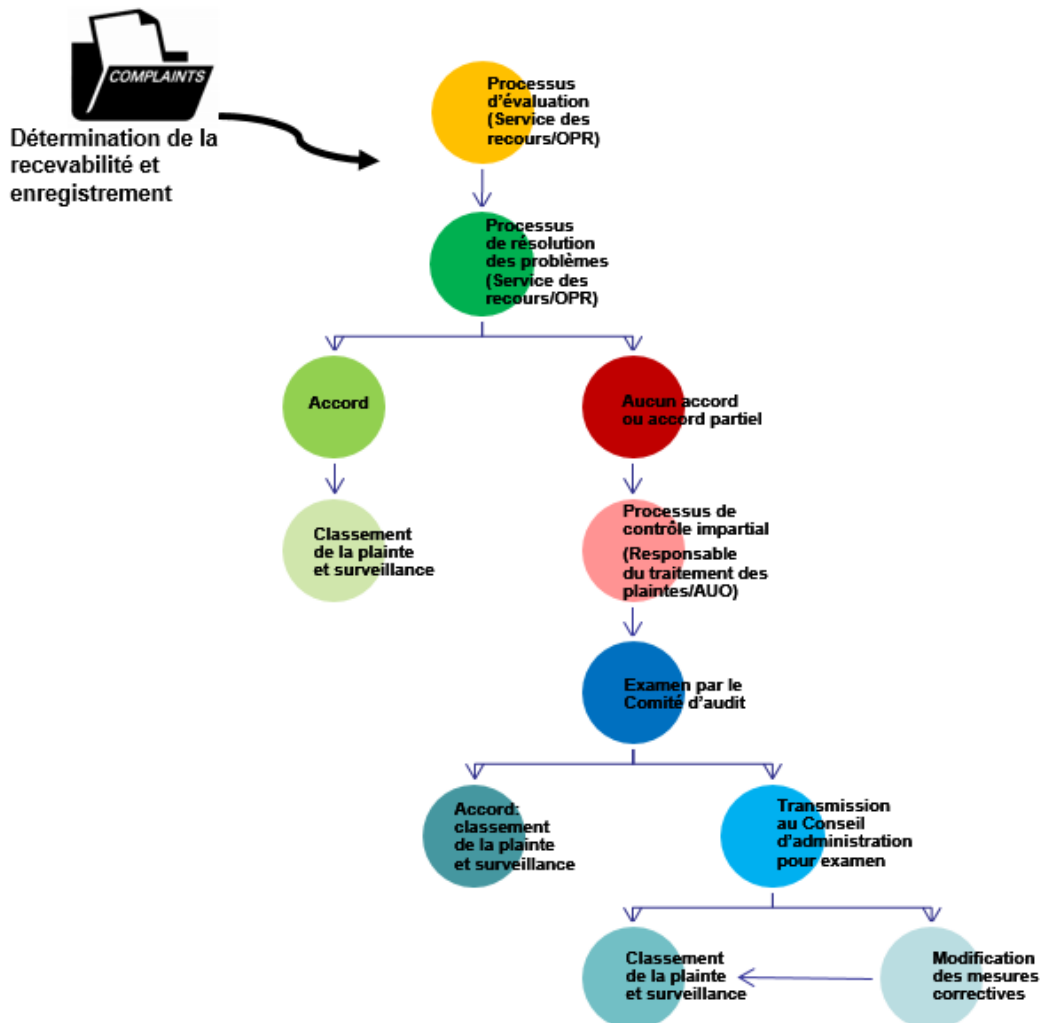 COMPLAINTS
Détermination de la
recevabilité et
enregistrement
Processus
d'évaluation
(Service des
recours/OPR)
Processus
de résolution
des problèmes
(Service des
recours/OPR)
Accord
Aucun accord
ou accord partiel
Classement
de la plainte
et surveillance
Processus de
contrôle impartial
(Responsable
du traitement des
plaintes/AUO)
Examen par le
Comité d'audit
Accord:
classement
de la plainte
et surveillance
Transmission
au Conseil
d'administration
pour examen
Classement
de la plainte
et surveillance
Modification
des mesures
correctives